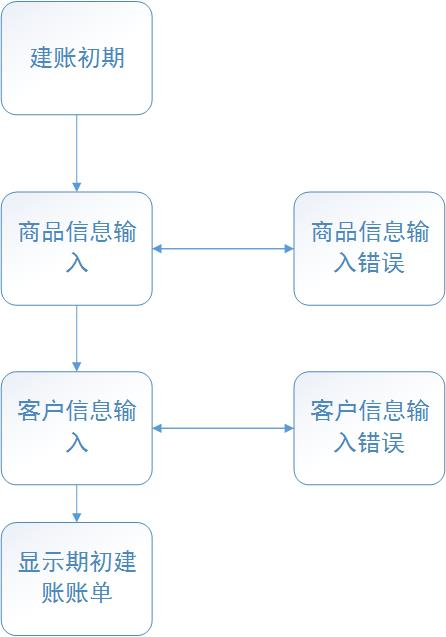 建账初期
商品信息输
入
商品信息输
入错误
客户信息输
入
客户信息输
入错误
显示期初建
账账单